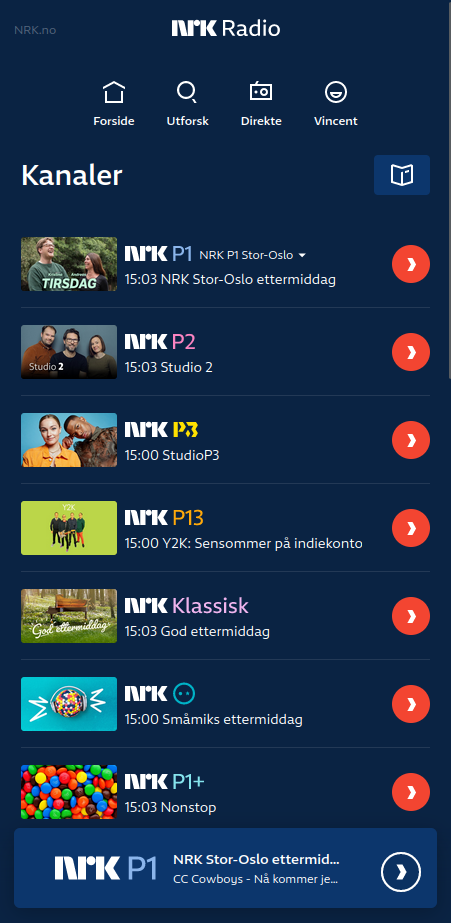 NRK.no
NRK Radio
Forside
Utforsk
Direkte
Vincent
Kanaler
Kristine
Andreas
TIRSDAG
NRK P1 NRK P1 Stor-Oslo
15:03 NRK Stor-Oslo ettermiddag
Studio 2
NRK P2
15:03 Studio 2
NRK P3
15:00 StudioP3
Y2K
NRK P13
15:00 Y2K: Sensommer på indiekonto
God ettermiddag
NRK Klassisk
15:03 God ettermiddag
NRK
15:00 Småmiks ettermiddag
NRK P1+
15:03 Nonstop
NRK P1
NRK Stor-Oslo ettermid...
CC Cowboys - Nå kommer je...